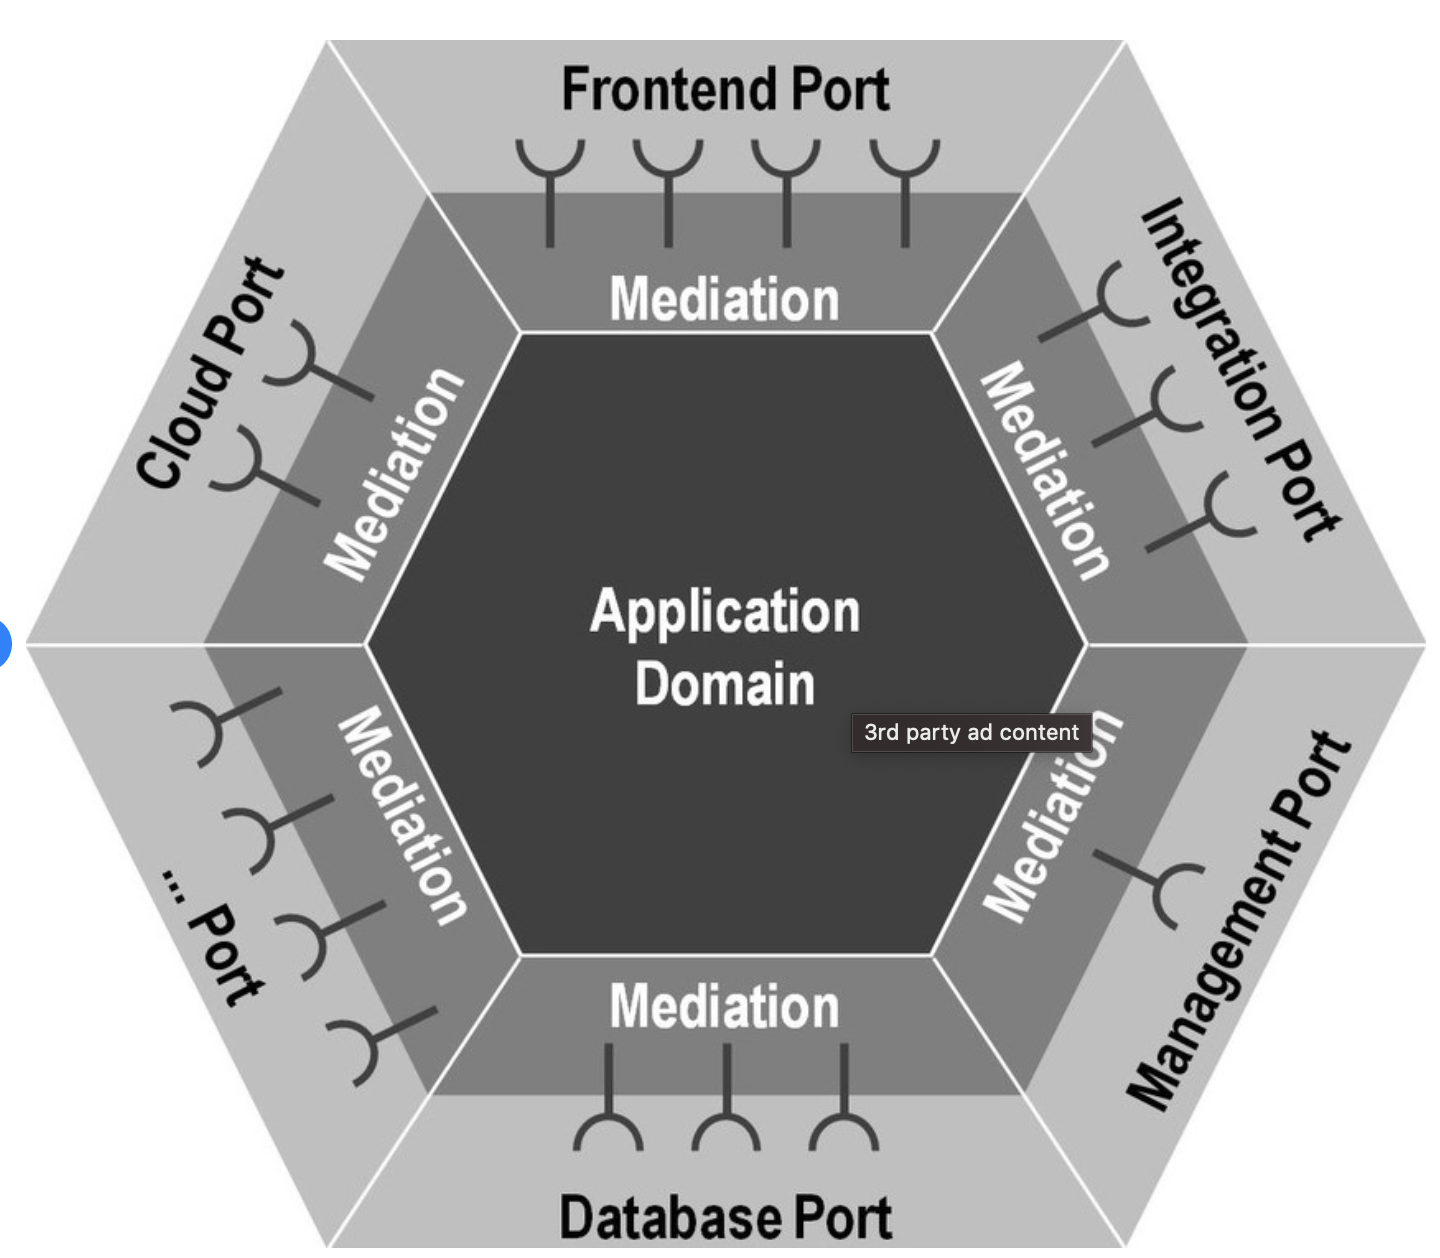 Frontend Port
Mediation
Cloud Port
Mediation
Integration Port
Mediation
Application
Domain
3rd party ad content
... Port
Mediation
Management Port
Mediation
Mediation
Database Port